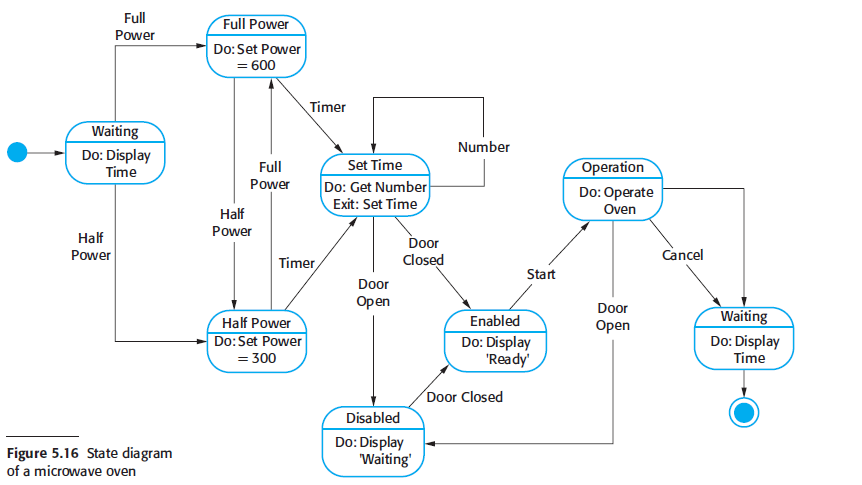 Full
Power
Full Power
Do: Set Power
= 600
Timer
Waiting
Do: Display
Time
Number
Set Time
Do: Get Number
Exit: Set Time
Operation
Do: Operate
Oven
Full
Power
Half
Power
Half
Power
Timer
Door
Closed
Door
Open
Start
Cancel
Door
Open
Half Power
Do: Set Power
= 300
Enabled
Do: Display
'Ready'
Waiting
Do: Display
Time
Door Closed
Disabled
Do: Display
'Waiting'
Figure 5.16 State diagram
of a microwave oven